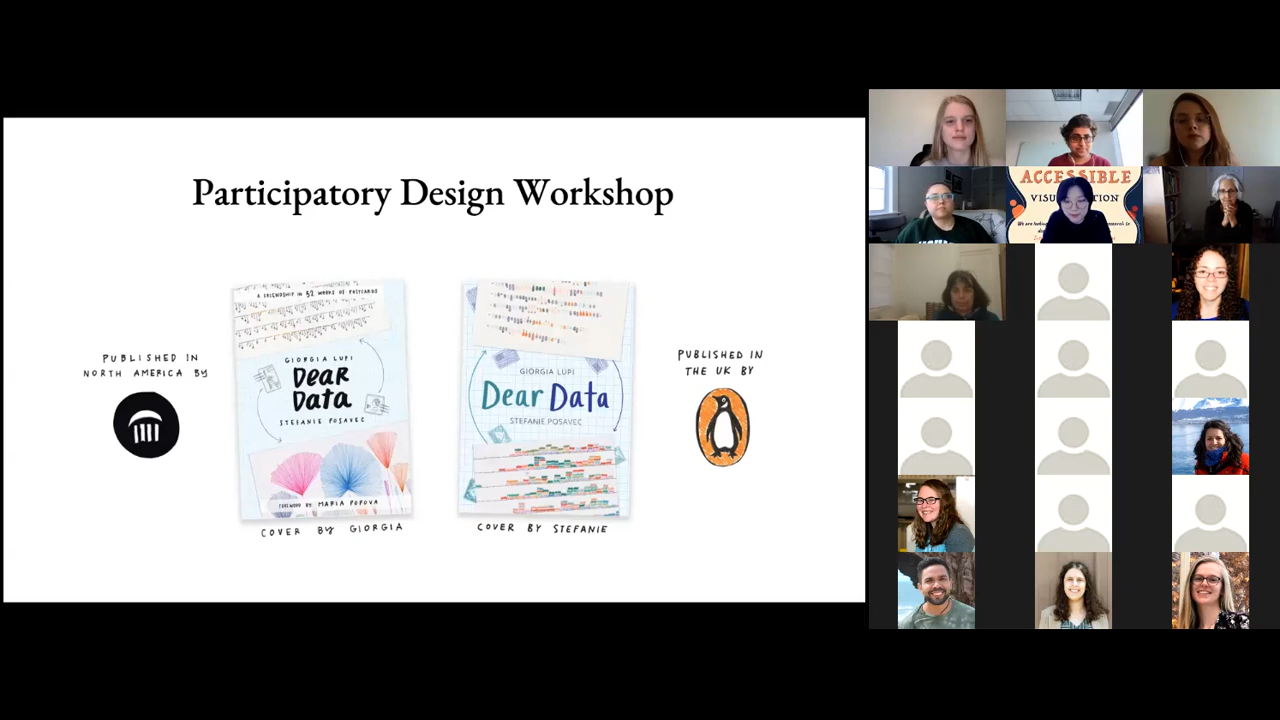 Participatory Design Workshop
PUBLISHED IN
NORTH AMERICA BY
A FRIENDSHIP IN 52 WEEKS OF POSTCARDS
GIORGIA LUPI
DEAR
DATA
STEFANIE POSAVEC
FOREWORD BY MARIA POPOVA
COVER BY GIORGIA
GIORGIA LUPI
Dear Data
STEFANIE POSAVEC
COVER BY STEFANIE
PUBLISHED IN
THE UK BY
ACCESSIBLE